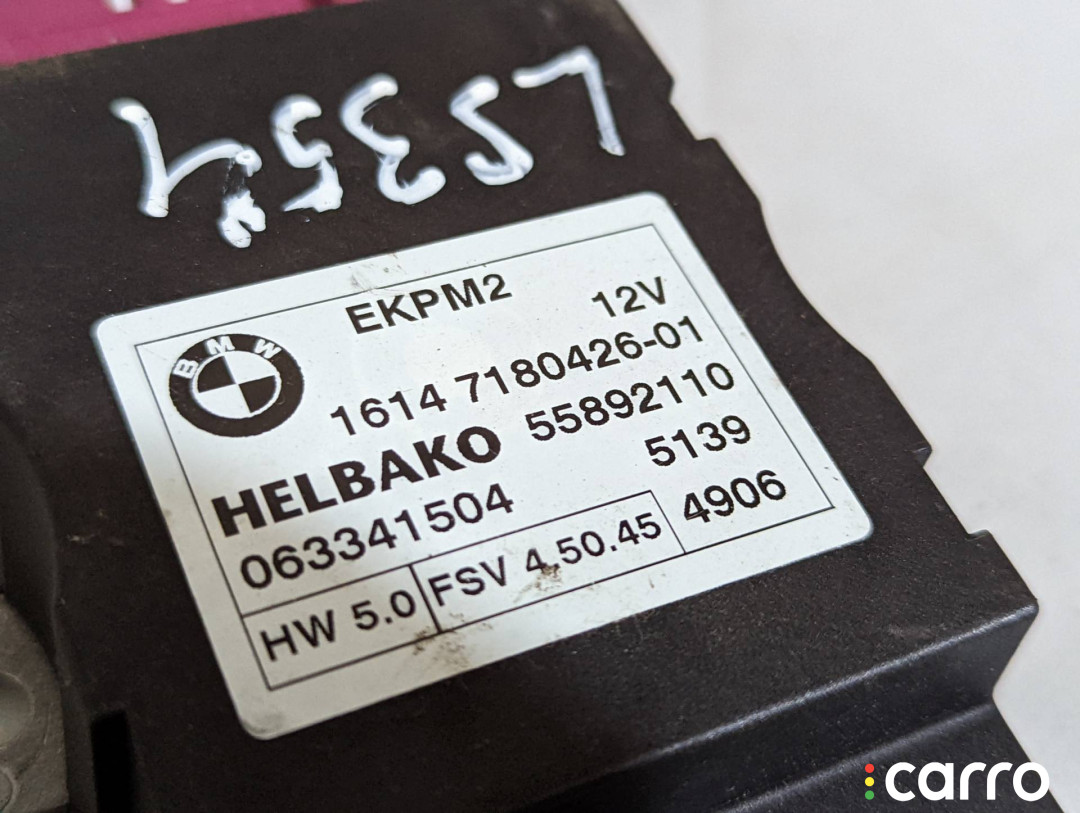 EKPM2
12V
BMW
1614 7180426-01
HELBAKO 55892110
063341504 5139
HW 5.0 FSV 4.50.45 4906
carro